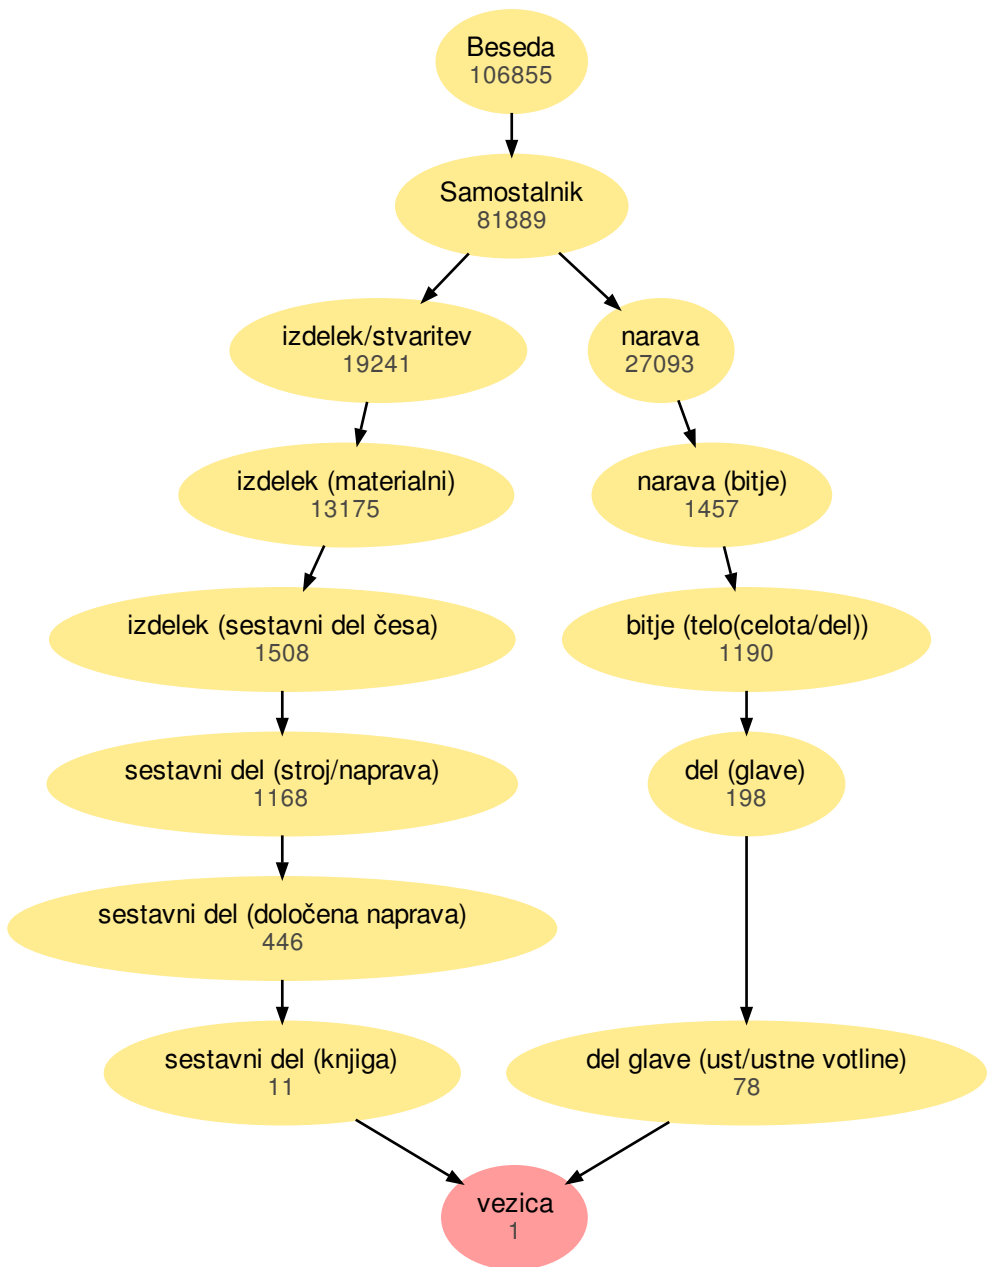 Beseda
106855
Samostalnik
81889
izdelek/stvaritev
19241
narava
27093
izdelek (materialni)
13175
narava (bitje)
1457
izdelek (sestavni del česa)
1508
bitje (telo(celota/del))
1190
sestavni del (stroj/naprava)
1168
del (glave)
198
sestavni del (določena naprava)
446
sestavni del (knjiga)
11
del glave (ust/ustne votline)
78
vezica
1